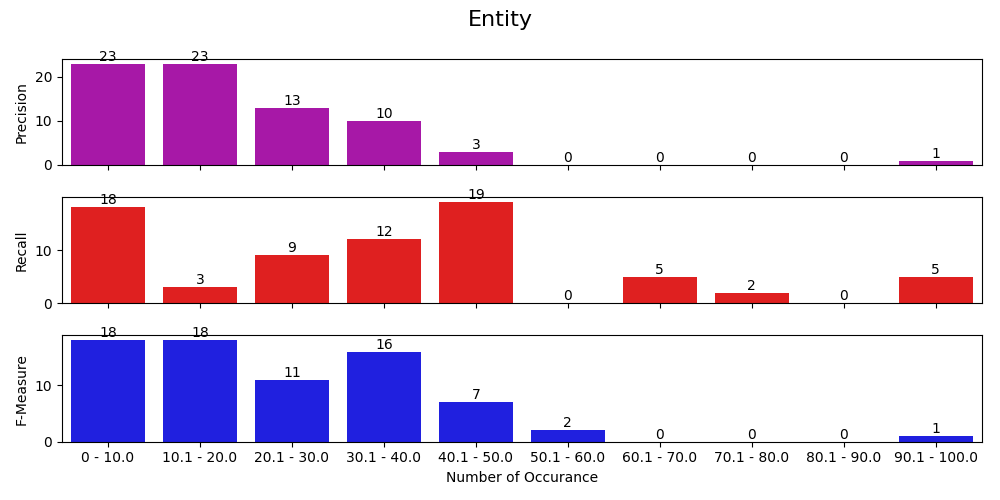 Entity
Precision
20
10
0
23 23 13 10 3 0 0 0 0 1
Recall
10
0
18 3 9 12 19 0 5 2 0 5
F-Measure
10
0
18 18 11 16 7 2 0 0 0 1
0 - 10.0 10.1 - 20.0 20.1 - 30.0 30.1 - 40.0 40.1 - 50.0 50.1 - 60.0 60.1 - 70.0 70.1 - 80.0 80.1 - 90.0 90.1 - 100.0
Number of Occurance